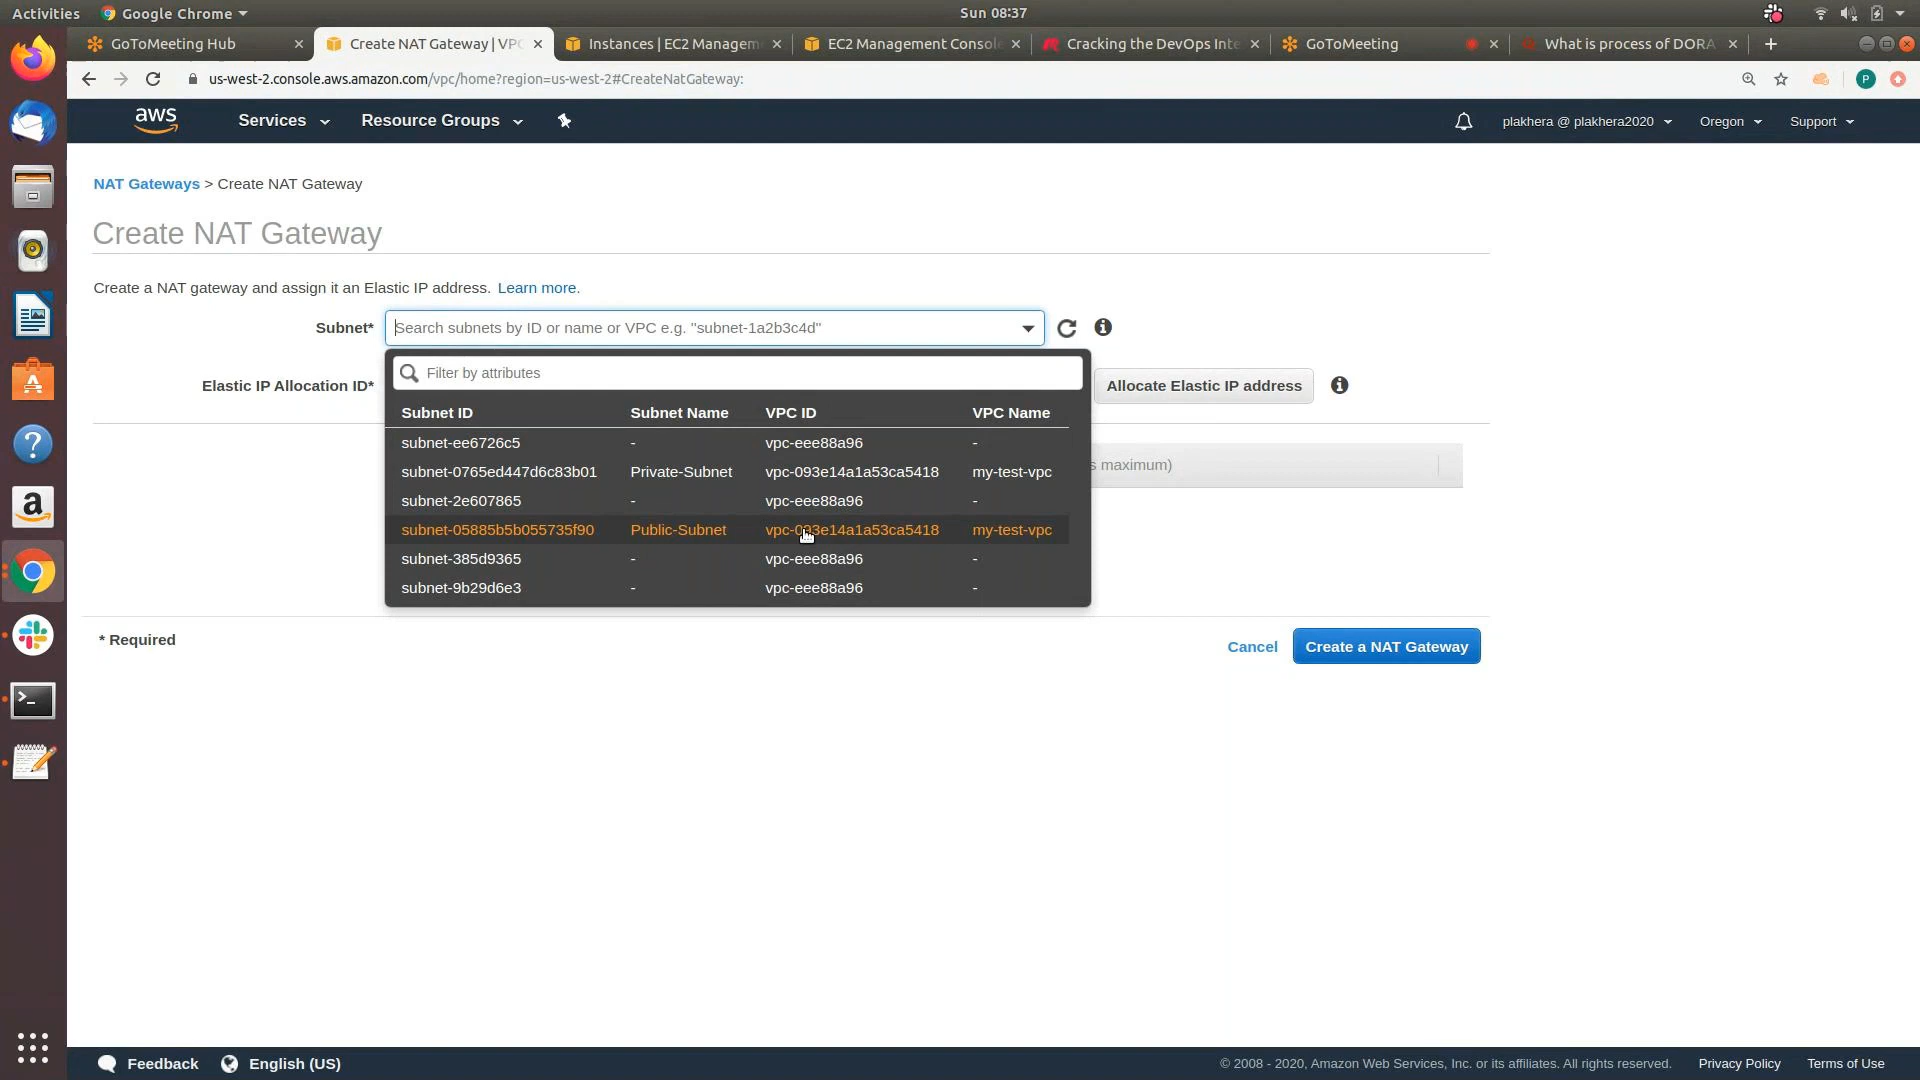 Activities
Google Chrome
Sun 08:37
GoToMeeting Hub
Create NAT Gateway | VPC
Instances | EC2 Managem
EC2 Management Console
Cracking the DevOps Inte
GoToMeeting
What is process of DORA
us-west-2.console.aws.amazon.com/vpc/home?region=us-west-2#CreateNatGateway:
P
aws
Services
Resource Groups
plakhera @ plakhera2020
Oregon
Support
NAT Gateways > Create NAT Gateway
Create NAT Gateway
Create a NAT gateway and assign it an Elastic IP address. Learn more.
Subnet*
Search subnets by ID or name or VPC e.g. "subnet-1a2b3c4d"
Filter by attributes
Elastic IP Allocation ID*
Allocate Elastic IP address
Subnet ID Subnet Name VPC ID VPC Name
subnet-ee6726c5 - vpc-eee88a96 -
subnet-0765ed447d6c83b01 Private-Subnet vpc-093e14a1a53ca5418 my-test-vpc
s maximum)
subnet-2e607865 - vpc-eee88a96 -
subnet-05885b5b055735f90 Public-Subnet vpc-093e14a1a53ca5418 my-test-vpc
subnet-385d9365 - vpc-eee88a96 -
subnet-9b29d6e3 - vpc-eee88a96 -
* Required
Cancel
Create a NAT Gateway
Feedback
English (US)
© 2008 - 2020, Amazon Web Services, Inc. or its affiliates. All rights reserved.
Privacy Policy
Terms of Use